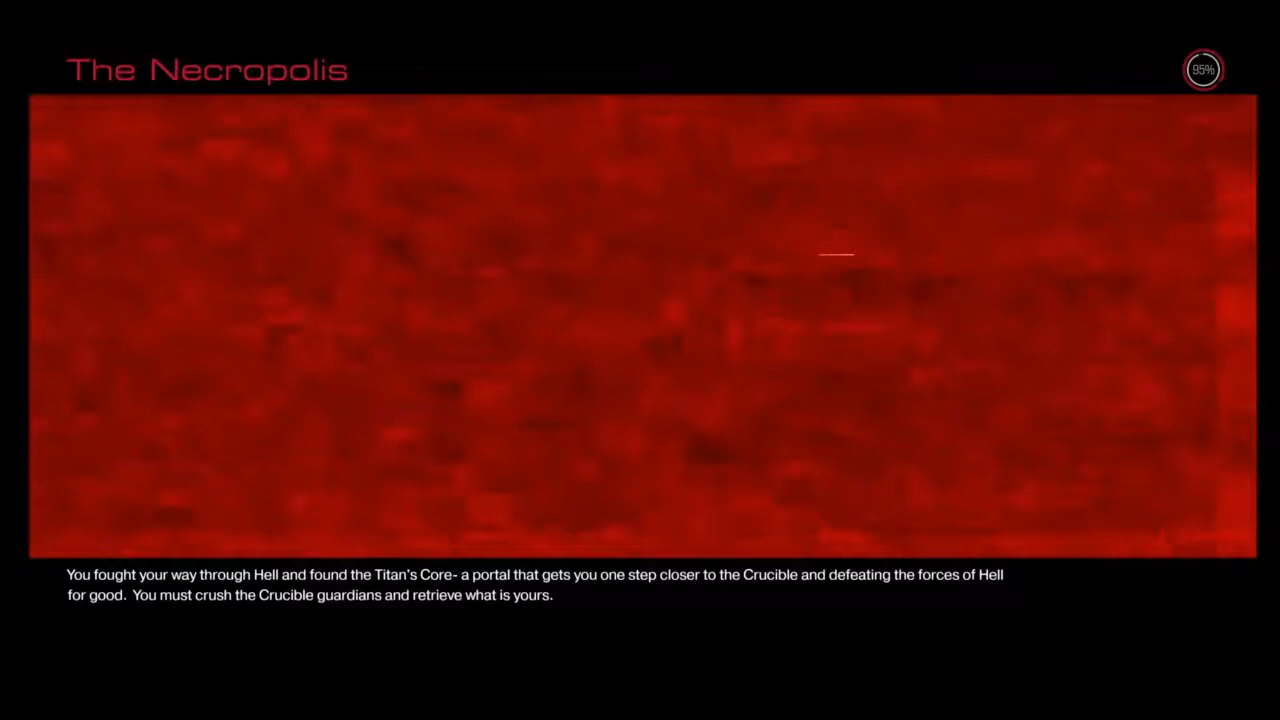 The Necropolis
95%
You fought your way through Hell and found the Titan's Core- a portal that gets you one step closer to the Crucible and defeating the forces of Hell
for good.  You must crush the Crucible guardians and retrieve what is yours.